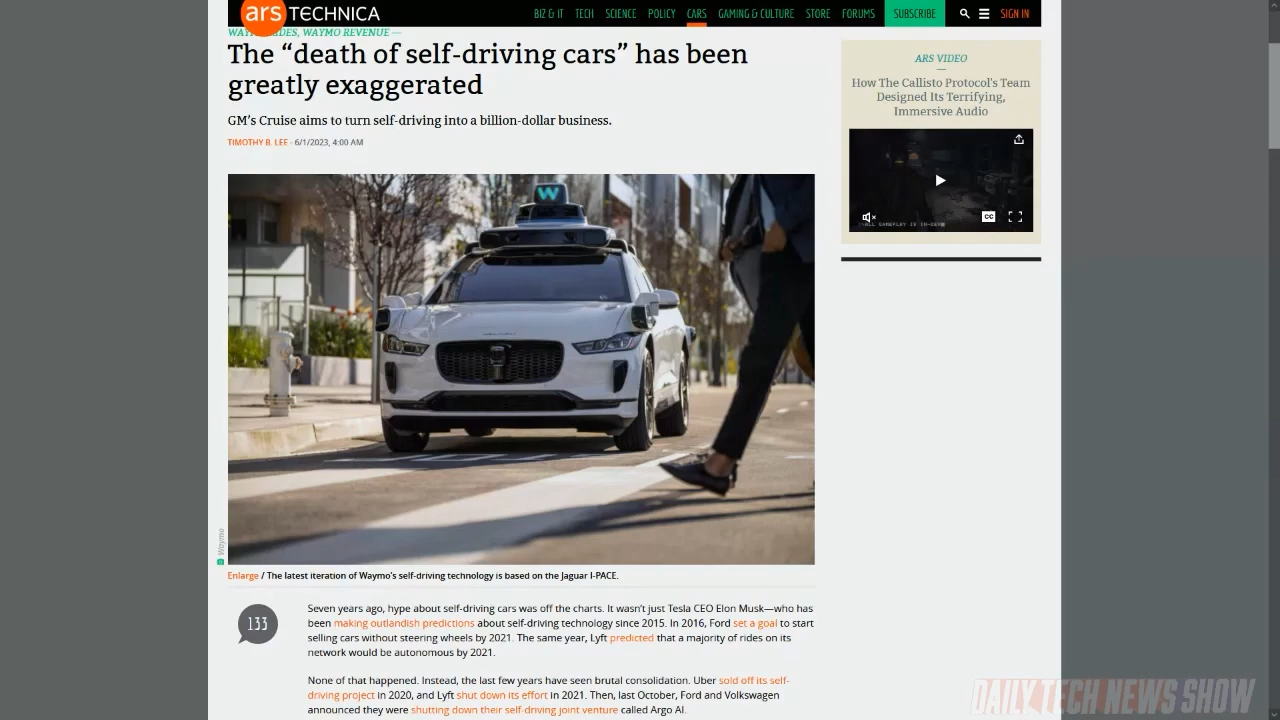 ars TECHNICA
BIZ & IT TECH SCIENCE POLICY CARS GAMING & CULTURE STORE FORUMS SUBSCRIBE SIGN IN
RIDES, WAYMO REVENUE —
The “death of self-driving cars” has been
greatly exaggerated
GM’s Cruise aims to turn self-driving into a billion-dollar business.
TIMOTHY B. LEE - 6/1/2023, 4:00 AM
W
Waymo
Enlarge / The latest iteration of Waymo’s self-driving technology is based on the Jaguar I-PACE.
133
Seven years ago, hype about self-driving cars was off the charts. It wasn’t just Tesla CEO Elon Musk—who has
been making outlandish predictions about self-driving technology since 2015. In 2016, Ford set a goal to start
selling cars without steering wheels by 2021. The same year, Lyft predicted that a majority of rides on its
network would be autonomous by 2021.
None of that happened. Instead, the last few years have seen brutal consolidation. Uber sold off its self-
driving project in 2020, and Lyft shut down its effort in 2021. Then, last October, Ford and Volkswagen
announced they were shutting down their self-driving joint venture called Argo AI.
ARS VIDEO
How The Callisto Protocol’s Team
Designed Its Terrifying,
Immersive Audio
CC
ALL GAMEPLAY IS IN-DEV
DAILY TECH NEWS SHOW